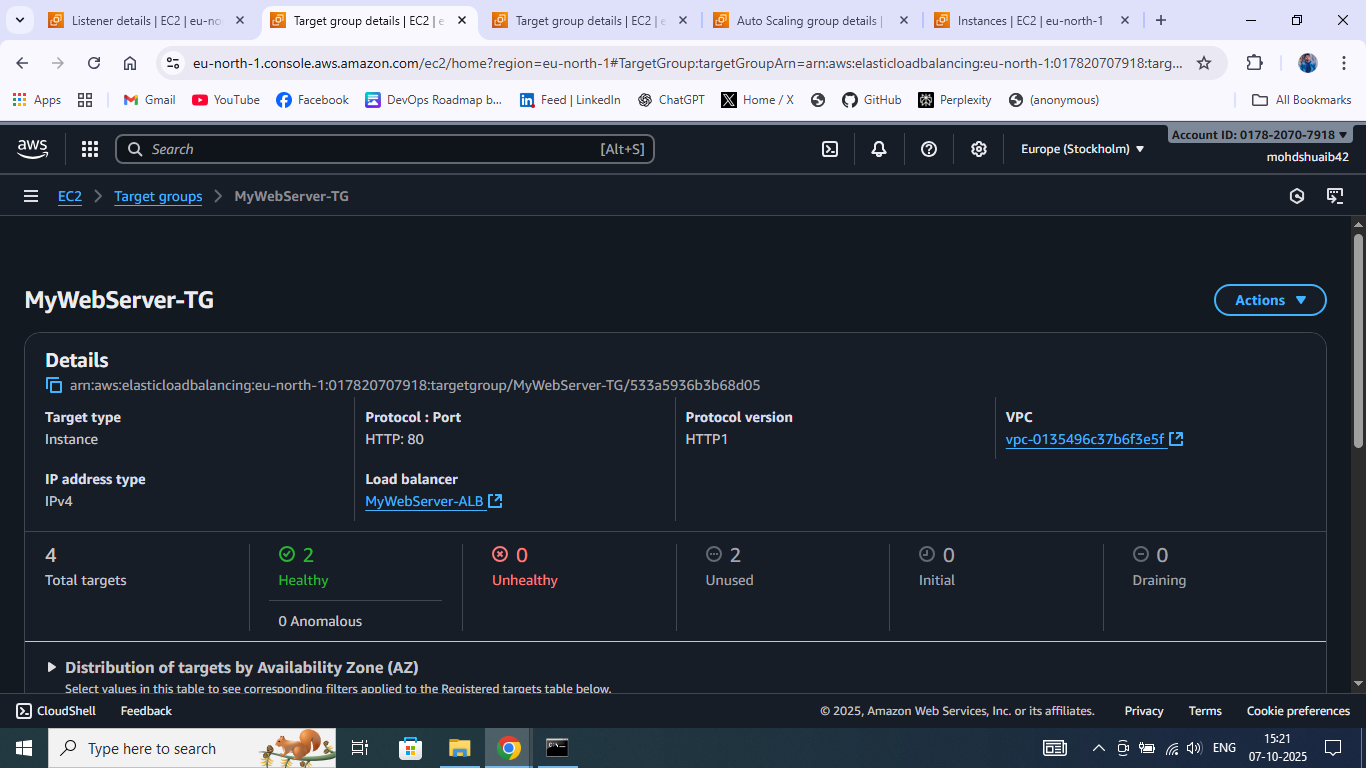 Listener details | EC2 | eu-no
Target group details | EC2 | e
Target group details | EC2 | e
Auto Scaling group details |
Instances | EC2 | eu-north-1
eu-north-1.console.aws.amazon.com/ec2/home?region=eu-north-1#TargetGroup:targetGroupArn=arn:aws:elasticloadbalancing:eu-north-1:017820707918:targ...
Apps
Gmail
YouTube
Facebook
DevOps Roadmap b...
Feed | LinkedIn
ChatGPT
Home / X
GitHub
Perplexity
(anonymous)
All Bookmarks
aws
Search
[Alt+S]
Europe (Stockholm)
Account ID: 0178-2070-7918
mohdshuaib42
EC2
Target groups
MyWebServer-TG
MyWebServer-TG
Actions
Details
arn:aws:elasticloadbalancing:eu-north-1:017820707918:targetgroup/MyWebServer-TG/533a5936b3b68d05
Target type
Instance
Protocol : Port
HTTP: 80
Protocol version
HTTP1
VPC
vpc-0135496c37b6f3e5f
IP address type
IPv4
Load balancer
MyWebServer-ALB
4
Total targets
2
Healthy
0 Anomalous
0
Unhealthy
2
Unused
0
Initial
0
Draining
Distribution of targets by Availability Zone (AZ)
Select values in this table to see corresponding filters applied to the Registered targets table below.
CloudShell
Feedback
© 2025, Amazon Web Services, Inc. or its affiliates.
Privacy
Terms
Cookie preferences
Type here to search
ENG
15:21
07-10-2025